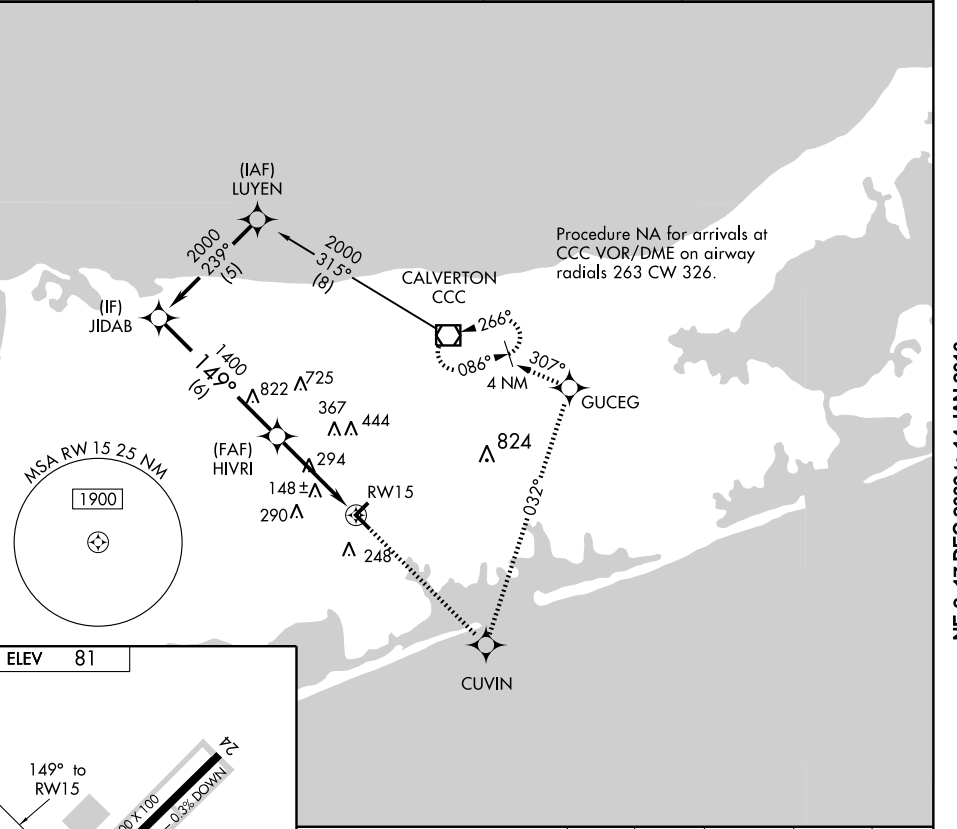 (IAF)
LUYEN
2000
239°
(5)
2000
315°
(8)
Procedure NA for arrivals at
CCC VOR/DME on airway
radials 263 CW 326.
CALVERTON
CCC
(IF)
JIDAB
266°
086°
4 NM
307°
GUCEG
1400
149°
(6)
822
725
367
444
824
(FAF)
HIVRI
294
148±
290
RW15
248
032°
MSA RW 15 25 NM
1900
CUVIN
ELEV 81
149° to
RW15
24
00 X 100
0.3% DOWN